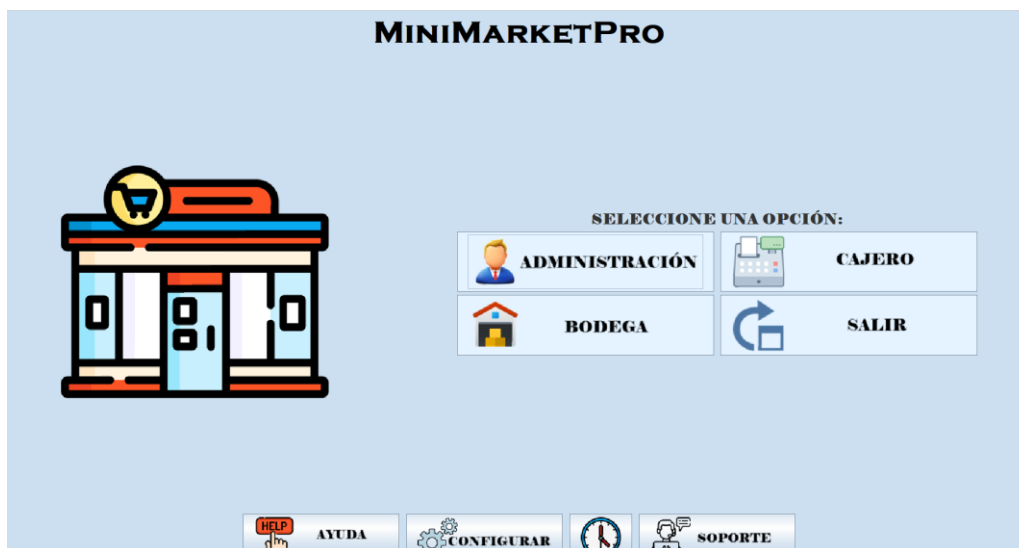 MINIMARKETPRO
SELECCIONE UNA OPCIÓN:
ADMINISTRACIÓN
CAJERO
BODEGA
SALIR
HELP
AYUDA
CONFIGURAR
SOPORTE